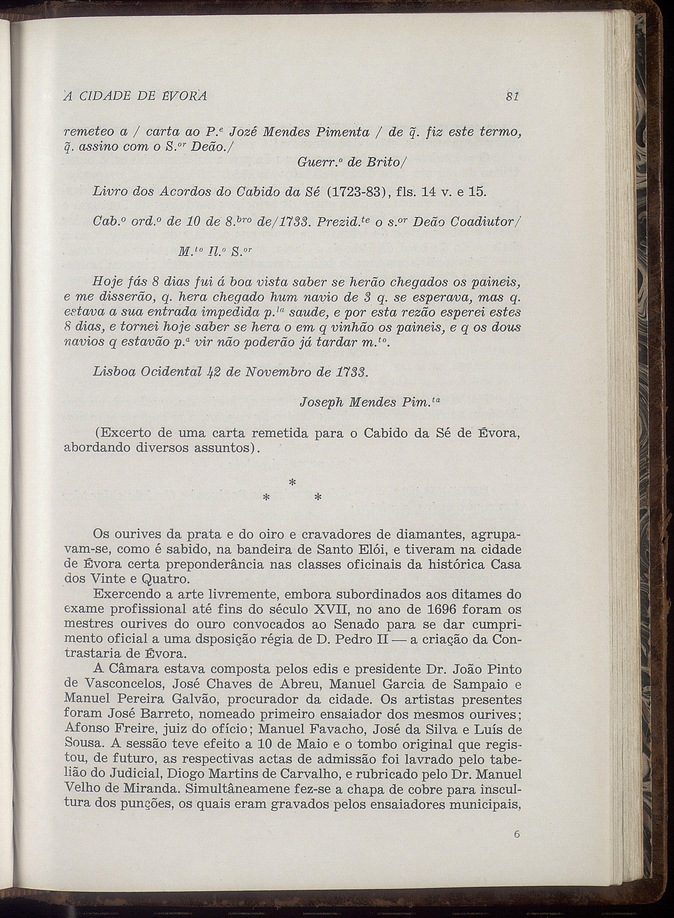 A CIDADE DE ÉVORA 81
remeteo a / carta ao P.ᵉ Jozé Mendes Pimenta / de q̃. fiz este termo,
q̃. assino com o S.ᵒʳ Deão./
Guerr.º de Brito/
Livro dos Acordos do Cabido da Sé (1723-83), fls. 14 v. e 15.
Cab.º ord.º de 10 de 8.ᵇʳᵒ de/1733. Prezid.ᵗᵉ o s.ᵒʳ Deão Coadiutor/
M.ᵗᵒ Il.º S.ᵒʳ
Hoje fás 8 dias fui á boa vista saber se herão chegados os paineis,
e me disserão, q. hera chegado hum navio de 3 q. se esperava, mas q.
estava a sua entrada impedida p.ˡᵃ saude, e por esta rezão esperei estes
8 dias, e tornei hoje saber se hera o em q vinhão os paineis, e q os dous
navios q estavão p.ª vir não poderão já tardar m.ᵗᵒ.
Lisboa Ocidental 42 de Novembro de 1733.
Joseph Mendes Pim.ᵗᵃ
(Excerto de uma carta remetida para o Cabido da Sé de Évora,
abordando diversos assuntos).
*
* *
Os ourives da prata e do oiro e cravadores de diamantes, agrupa-
vam-se, como é sabido, na bandeira de Santo Elói, e tiveram na cidade
de Évora certa preponderância nas classes oficinais da histórica Casa
dos Vinte e Quatro.
Exercendo a arte livremente, embora subordinados aos ditames do
exame profissional até fins do século XVII, no ano de 1696 foram os
mestres ourives do ouro convocados ao Senado para se dar cumpri-
mento oficial a uma dsposição régia de D. Pedro II — a criação da Con-
trastaria de Évora.
A Câmara estava composta pelos edis e presidente Dr. João Pinto
de Vasconcelos, José Chaves de Abreu, Manuel Garcia de Sampaio e
Manuel Pereira Galvão, procurador da cidade. Os artistas presentes
foram José Barreto, nomeado primeiro ensaiador dos mesmos ourives;
Afonso Freire, juiz do ofício; Manuel Favacho, José da Silva e Luís de
Sousa. A sessão teve efeito a 10 de Maio e o tombo original que regis-
tou, de futuro, as respectivas actas de admissão foi lavrado pelo tabe-
lião do Judicial, Diogo Martins de Carvalho, e rubricado pelo Dr. Manuel
Velho de Miranda. Simultâneamene fez-se a chapa de cobre para inscul-
tura dos punções, os quais eram gravados pelos ensaiadores municipais,
6